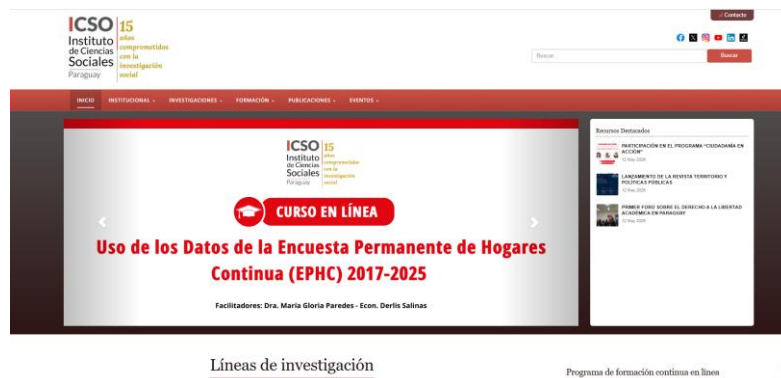 ICSO 15
Instituto años
de Ciencias comprometidos
Sociales con la
Paraguay investigación
social
Contacto
Buscar...
Buscar
INICIO INSTITUCIONAL INVESTIGACIONES FORMACIÓN PUBLICACIONES EVENTOS
ICSO 15
Instituto años
de Ciencias comprometidos
Sociales con la
Paraguay investigación
social
CURSO EN LÍNEA
Uso de los Datos de la Encuesta Permanente de Hogares
Continua (EPHC) 2017-2025
Facilitadores: Dra. María Gloria Paredes - Econ. Derlis Salinas
Recursos Destacados
PARTICIPACIÓN EN EL PROGRAMA “CIUDADANÍA EN
ACCIÓN”
LANZAMIENTO DE LA REVISTA TERRITORIO Y
POLÍTICAS PÚBLICAS
PRIMER FORO SOBRE EL DERECHO A LA LIBERTAD
ACADÉMICA EN PARAGUAY
Líneas de investigación
Programa de formación continua en línea